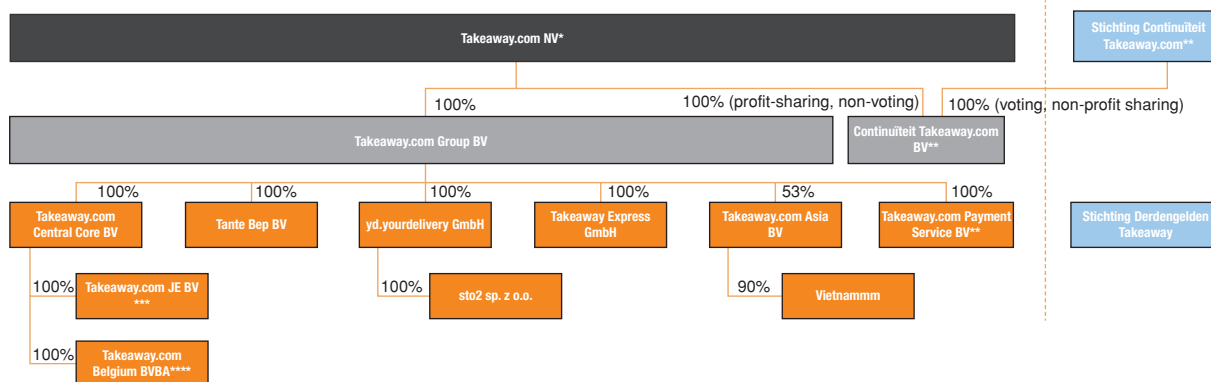 Takeaway.com NV*
Stichting Continuïteit
Takeaway.com**
100%
100% (profit-sharing, non-voting)
100% (voting, non-profit sharing)
Takeaway.com Group BV
Continuïteit Takeaway.com
BV**
100%
100%
100%
100%
53%
100%
Takeaway.com
Central Core BV
Tante Bep BV
yd.yourdelivery GmbH
Takeaway Express
GmbH
Takeaway.com Asia
BV
Takeaway.com Payment
Service BV**
Stichting Derdengelden
Takeaway
100%
Takeaway.com JE BV
***
100%
sto2 sp. z o.o.
90%
Vietnammm
100%
Takeaway.com
Belgium BVBA****